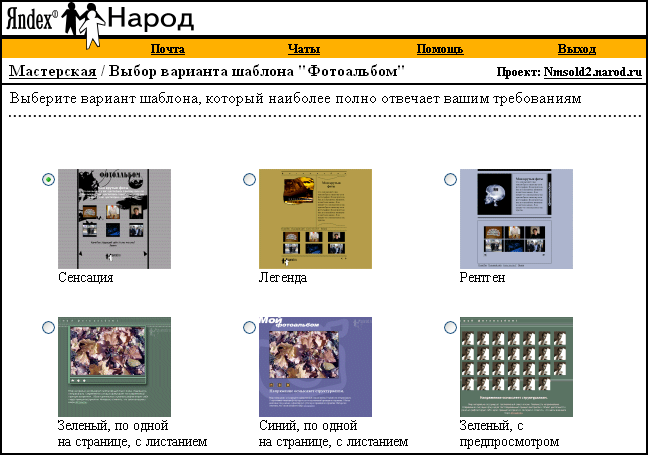 Яndex® Народ
Почта Чаты Помощь Выход
Мастерская / Выбор варианта шаблона "Фотоальбом" Проект: Nmsold2.narod.ru
Выберите вариант шаблона, который наиболее полно отвечает вашим требованиям
фотоальбом
Сенсация Легенда Рентген
Мой
фотоальбом
Зеленый, по одной Синий, по одной Зеленый, с
на странице, с листанием на странице, с листанием предпросмотром